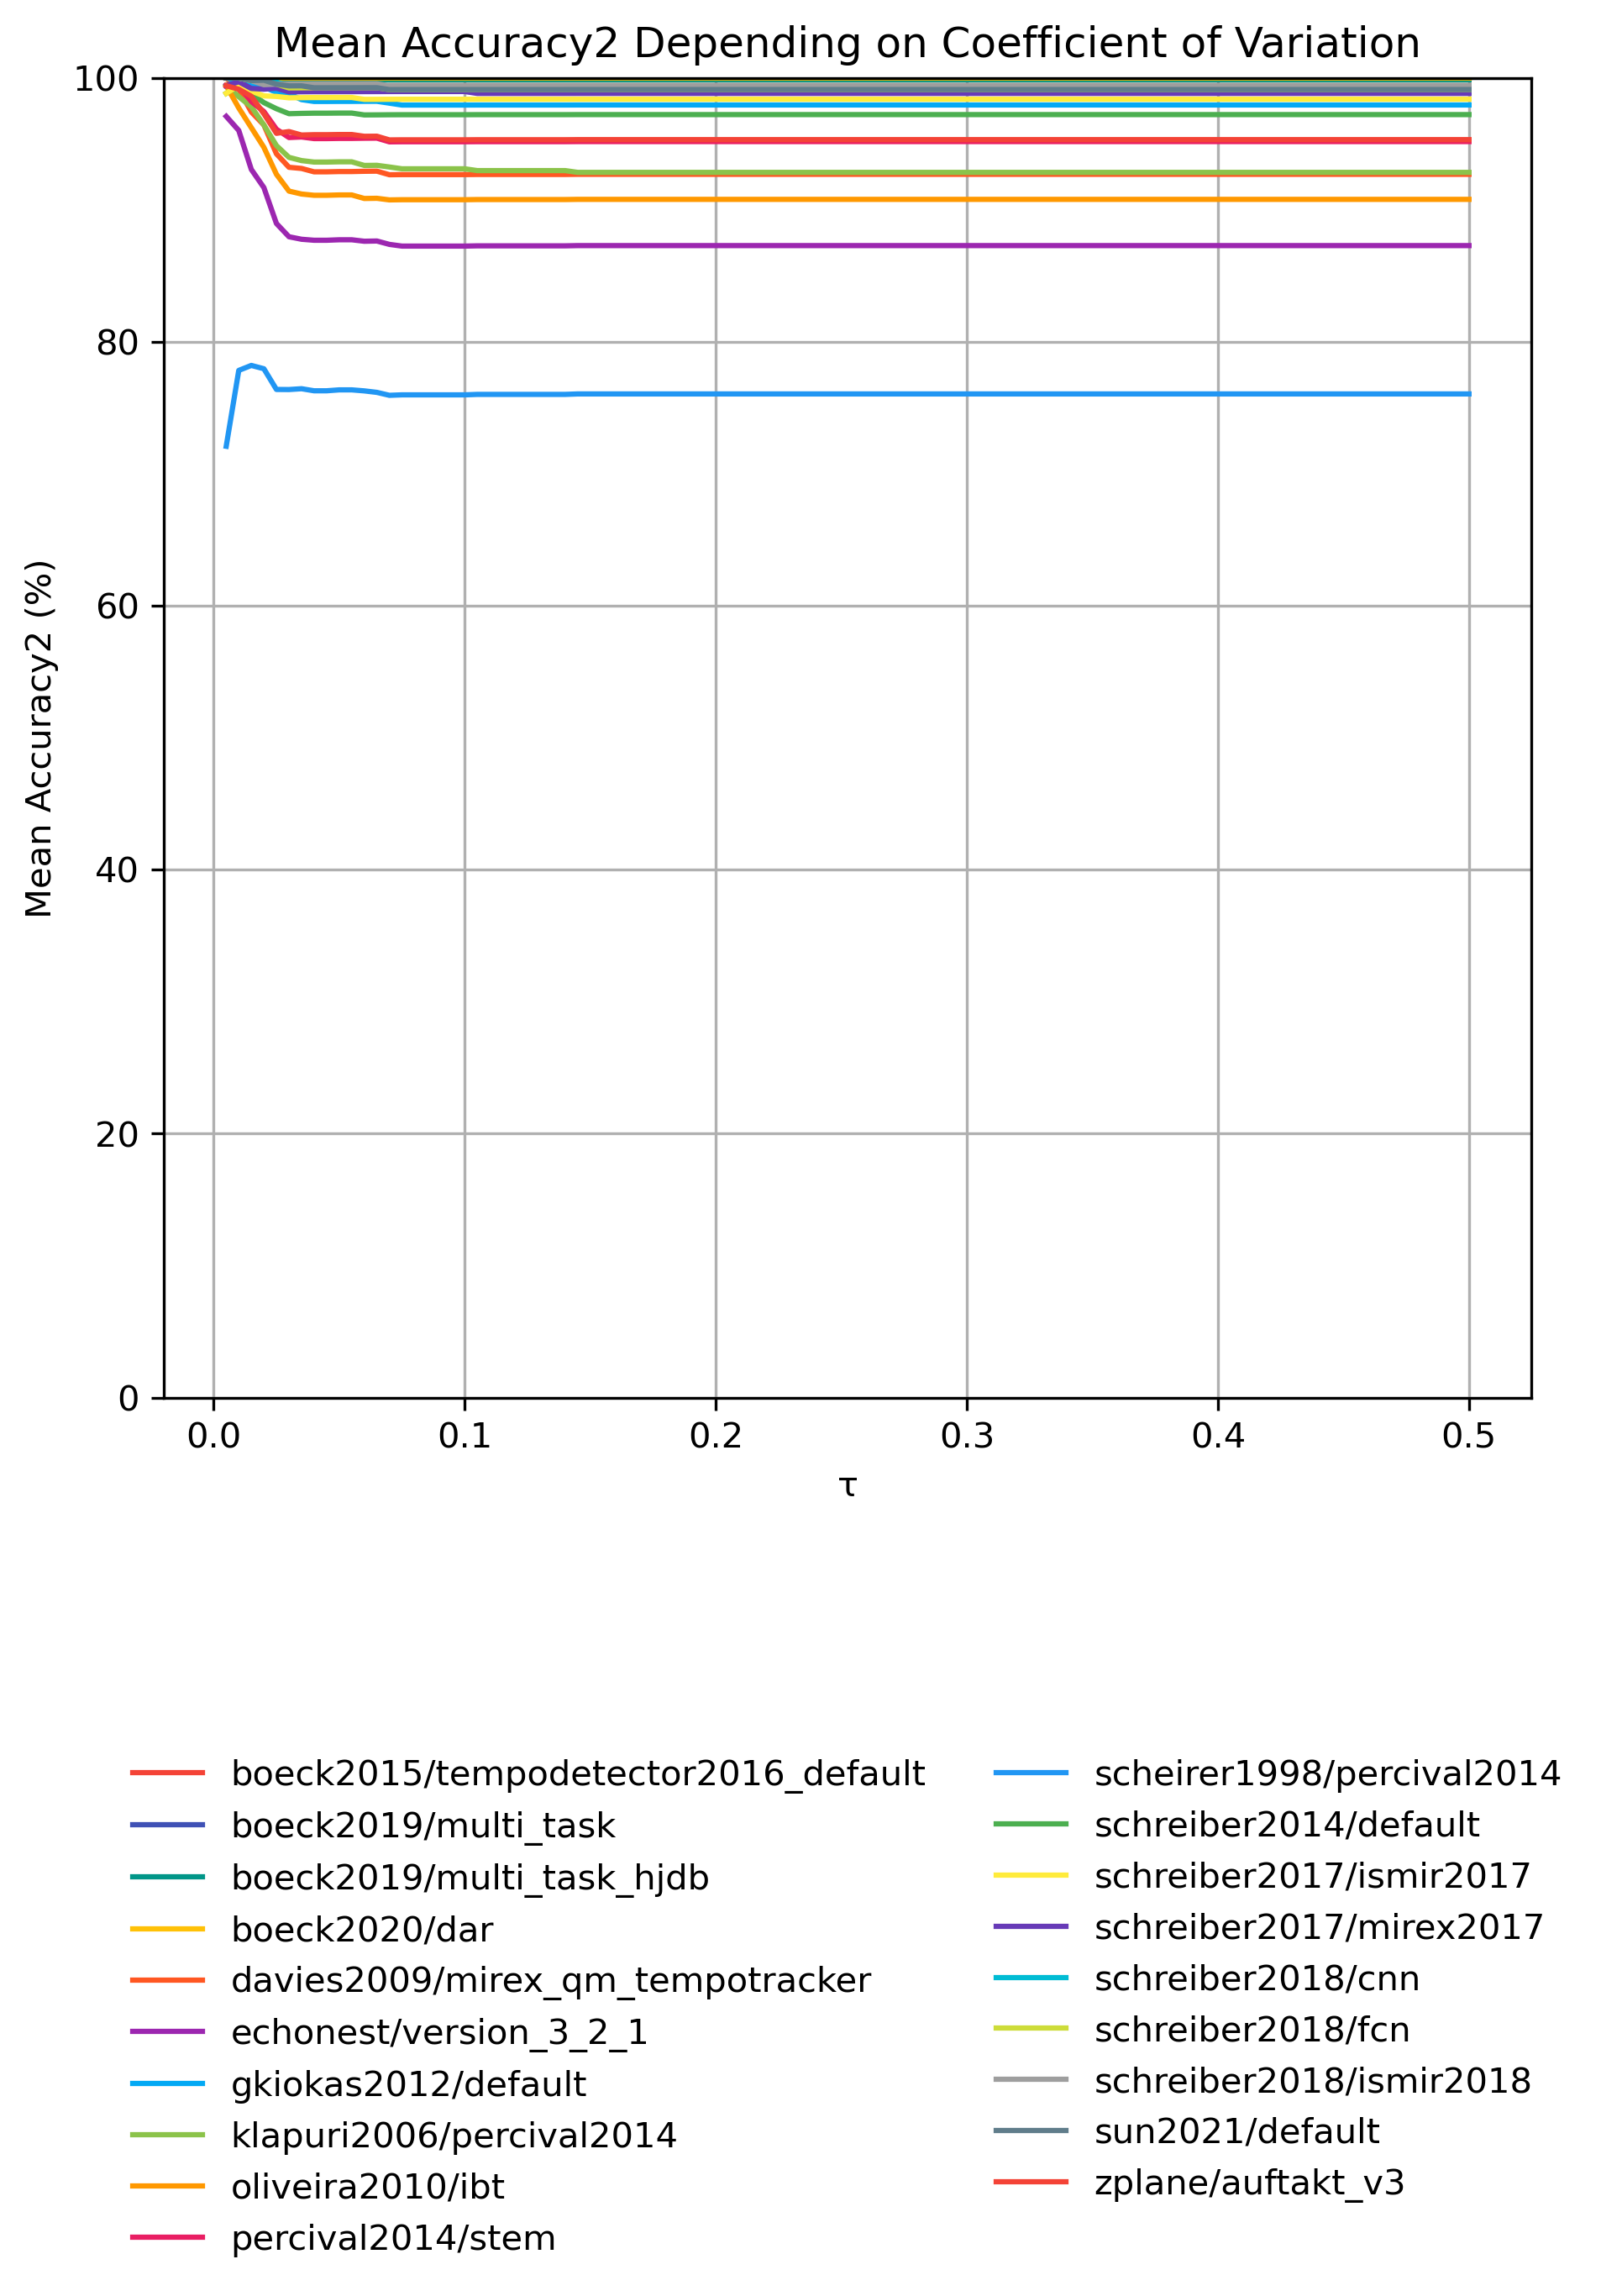 Mean Accuracy2 Depending on Coefficient of Variation
100
80
60
40
20
0
Mean Accuracy2 (%)
0.0 0.1 0.2 0.3 0.4 0.5
τ
boeck2015/tempodetector2016_default
boeck2019/multi_task
boeck2019/multi_task_hjdb
boeck2020/dar
davies2009/mirex_qm_tempotracker
echonest/version_3_2_1
gkiokas2012/default
klapuri2006/percival2014
oliveira2010/ibt
percival2014/stem
scheirer1998/percival2014
schreiber2014/default
schreiber2017/ismir2017
schreiber2017/mirex2017
schreiber2018/cnn
schreiber2018/fcn
schreiber2018/ismir2018
sun2021/default
zplane/auftakt_v3